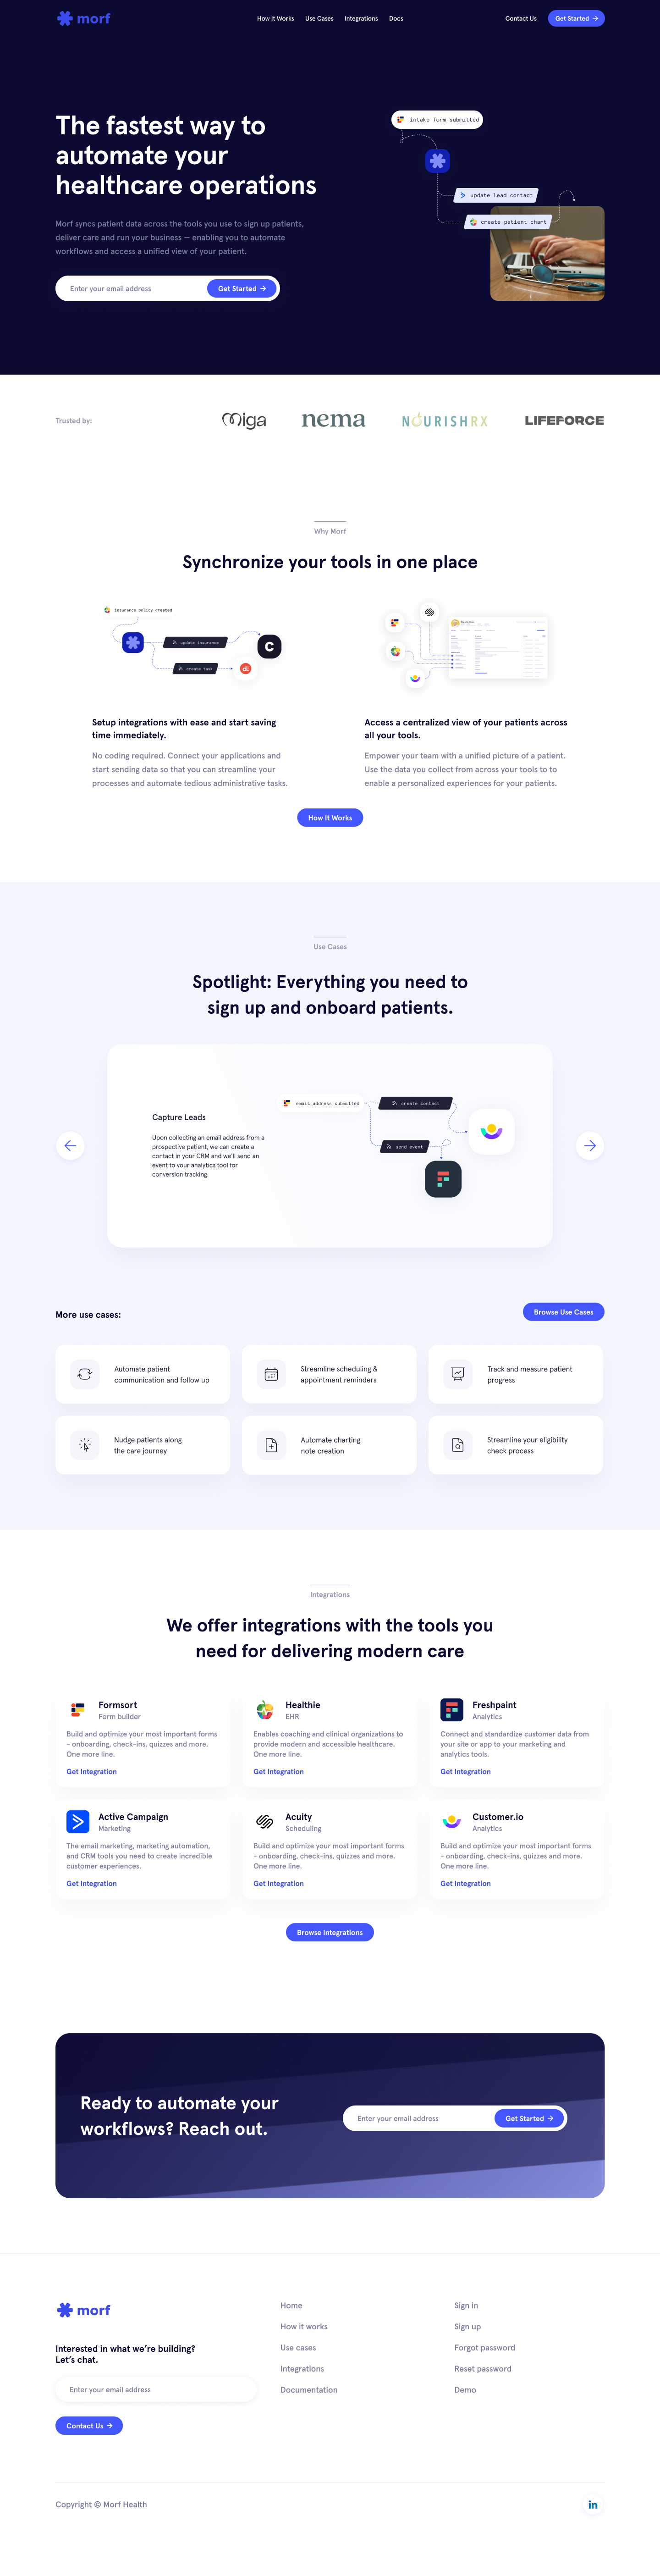 morf
How It Works
Use Cases
Integrations
Docs
Contact Us
Get Started
The fastest way to
automate your
healthcare operations
Morf syncs patient data across the tools you use to sign up patients,
deliver care and run your business — enabling you to automate
workflows and access a unified view of your patient.
Enter your email address
Get Started
intake form submitted
update lead contact
create patient chart
Trusted by:
Miga
nema
NOURISHRX
LIFEFORCE
Why Morf
Synchronize your tools in one place
insurance policy created
update insurance
create task
Setup integrations with ease and start saving
time immediately.
No coding required. Connect your applications and
start sending data so that you can streamline your
processes and automate tedious administrative tasks.
Access a centralized view of your patients across
all your tools.
Empower your team with a unified picture of a patient.
Use the data you collect from across your tools to to
enable a personalized experiences for your patients.
How It Works
Use Cases
Spotlight: Everything you need to
sign up and onboard patients.
Capture Leads
Upon collecting an email address from a
prospective patient, we can create a
contact in your CRM and we'll send an
event to your analytics tool for
conversion tracking.
email address submitted
create contact
send event
More use cases:
Browse Use Cases
Automate patient
communication and follow up
Streamline scheduling &
appointment reminders
Track and measure patient
progress
Nudge patients along
the care journey
Automate charting
note creation
Streamline your eligibility
check process
Integrations
We offer integrations with the tools you
need for delivering modern care
Formsort
Form builder
Build and optimize your most important forms
- onboarding, check-ins, quizzes and more.
One more line.
Get Integration
Healthie
EHR
Enables coaching and clinical organizations to
provide modern and accessible healthcare.
One more line.
Get Integration
Freshpaint
Analytics
Connect and standardize customer data from
your site or app to your marketing and
analytics tools.
Get Integration
Active Campaign
Marketing
The email marketing, marketing automation,
and CRM tools you need to create incredible
customer experiences.
Get Integration
Acuity
Scheduling
Build and optimize your most important forms
- onboarding, check-ins, quizzes and more.
One more line.
Get Integration
Customer.io
Analytics
Build and optimize your most important forms
- onboarding, check-ins, quizzes and more.
One more line.
Get Integration
Browse Integrations
Ready to automate your
workflows? Reach out.
Enter your email address
Get Started
morf
Interested in what we're building?
Let's chat.
Enter your email address
Contact Us
Home
How it works
Use cases
Integrations
Documentation
Sign in
Sign up
Forgot password
Reset password
Demo
Copyright © Morf Health
in